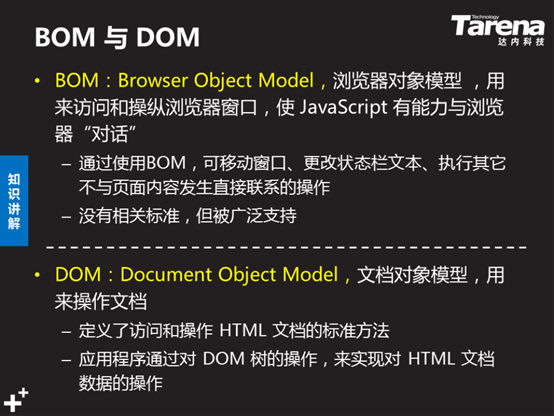 BOM 与 DOM
Technology
Tarena
达内科技
• BOM：Browser Object Model，浏览器对象模型 ，用
来访问和操纵浏览器窗口，使 JavaScript 有能力与浏览
器“对话”
– 通过使用BOM，可移动窗口、更改状态栏文本、执行其它
不与页面内容发生直接联系的操作
– 没有相关标准，但被广泛支持
知识讲解
• DOM：Document Object Model，文档对象模型，用
来操作文档
– 定义了访问和操作 HTML 文档的标准方法
– 应用程序通过对 DOM 树的操作，来实现对 HTML 文档
数据的操作